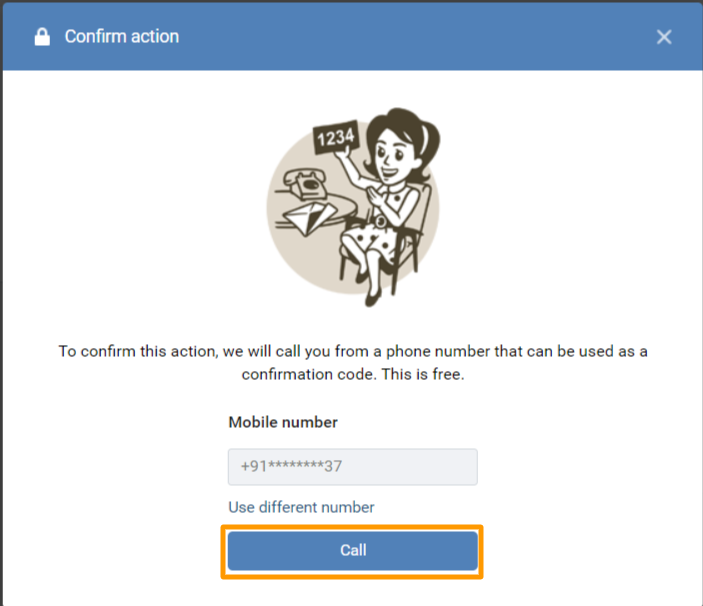 Confirm action
1234
To confirm this action, we will call you from a phone number that can be used as a
confirmation code. This is free.
Mobile number
+91********37
Use different number
Call